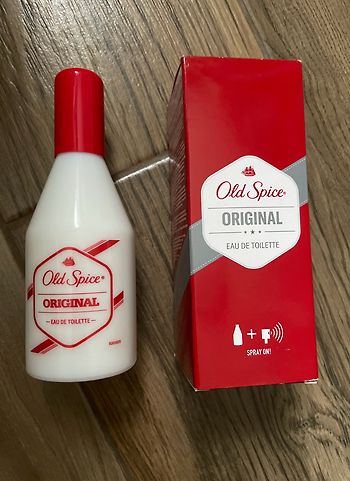 Old Spice®
ORIGINAL
EAU DE TOILETTE
Old Spice®
ORIGINAL
EAU DE TOILETTE
+
SPRAY ON!